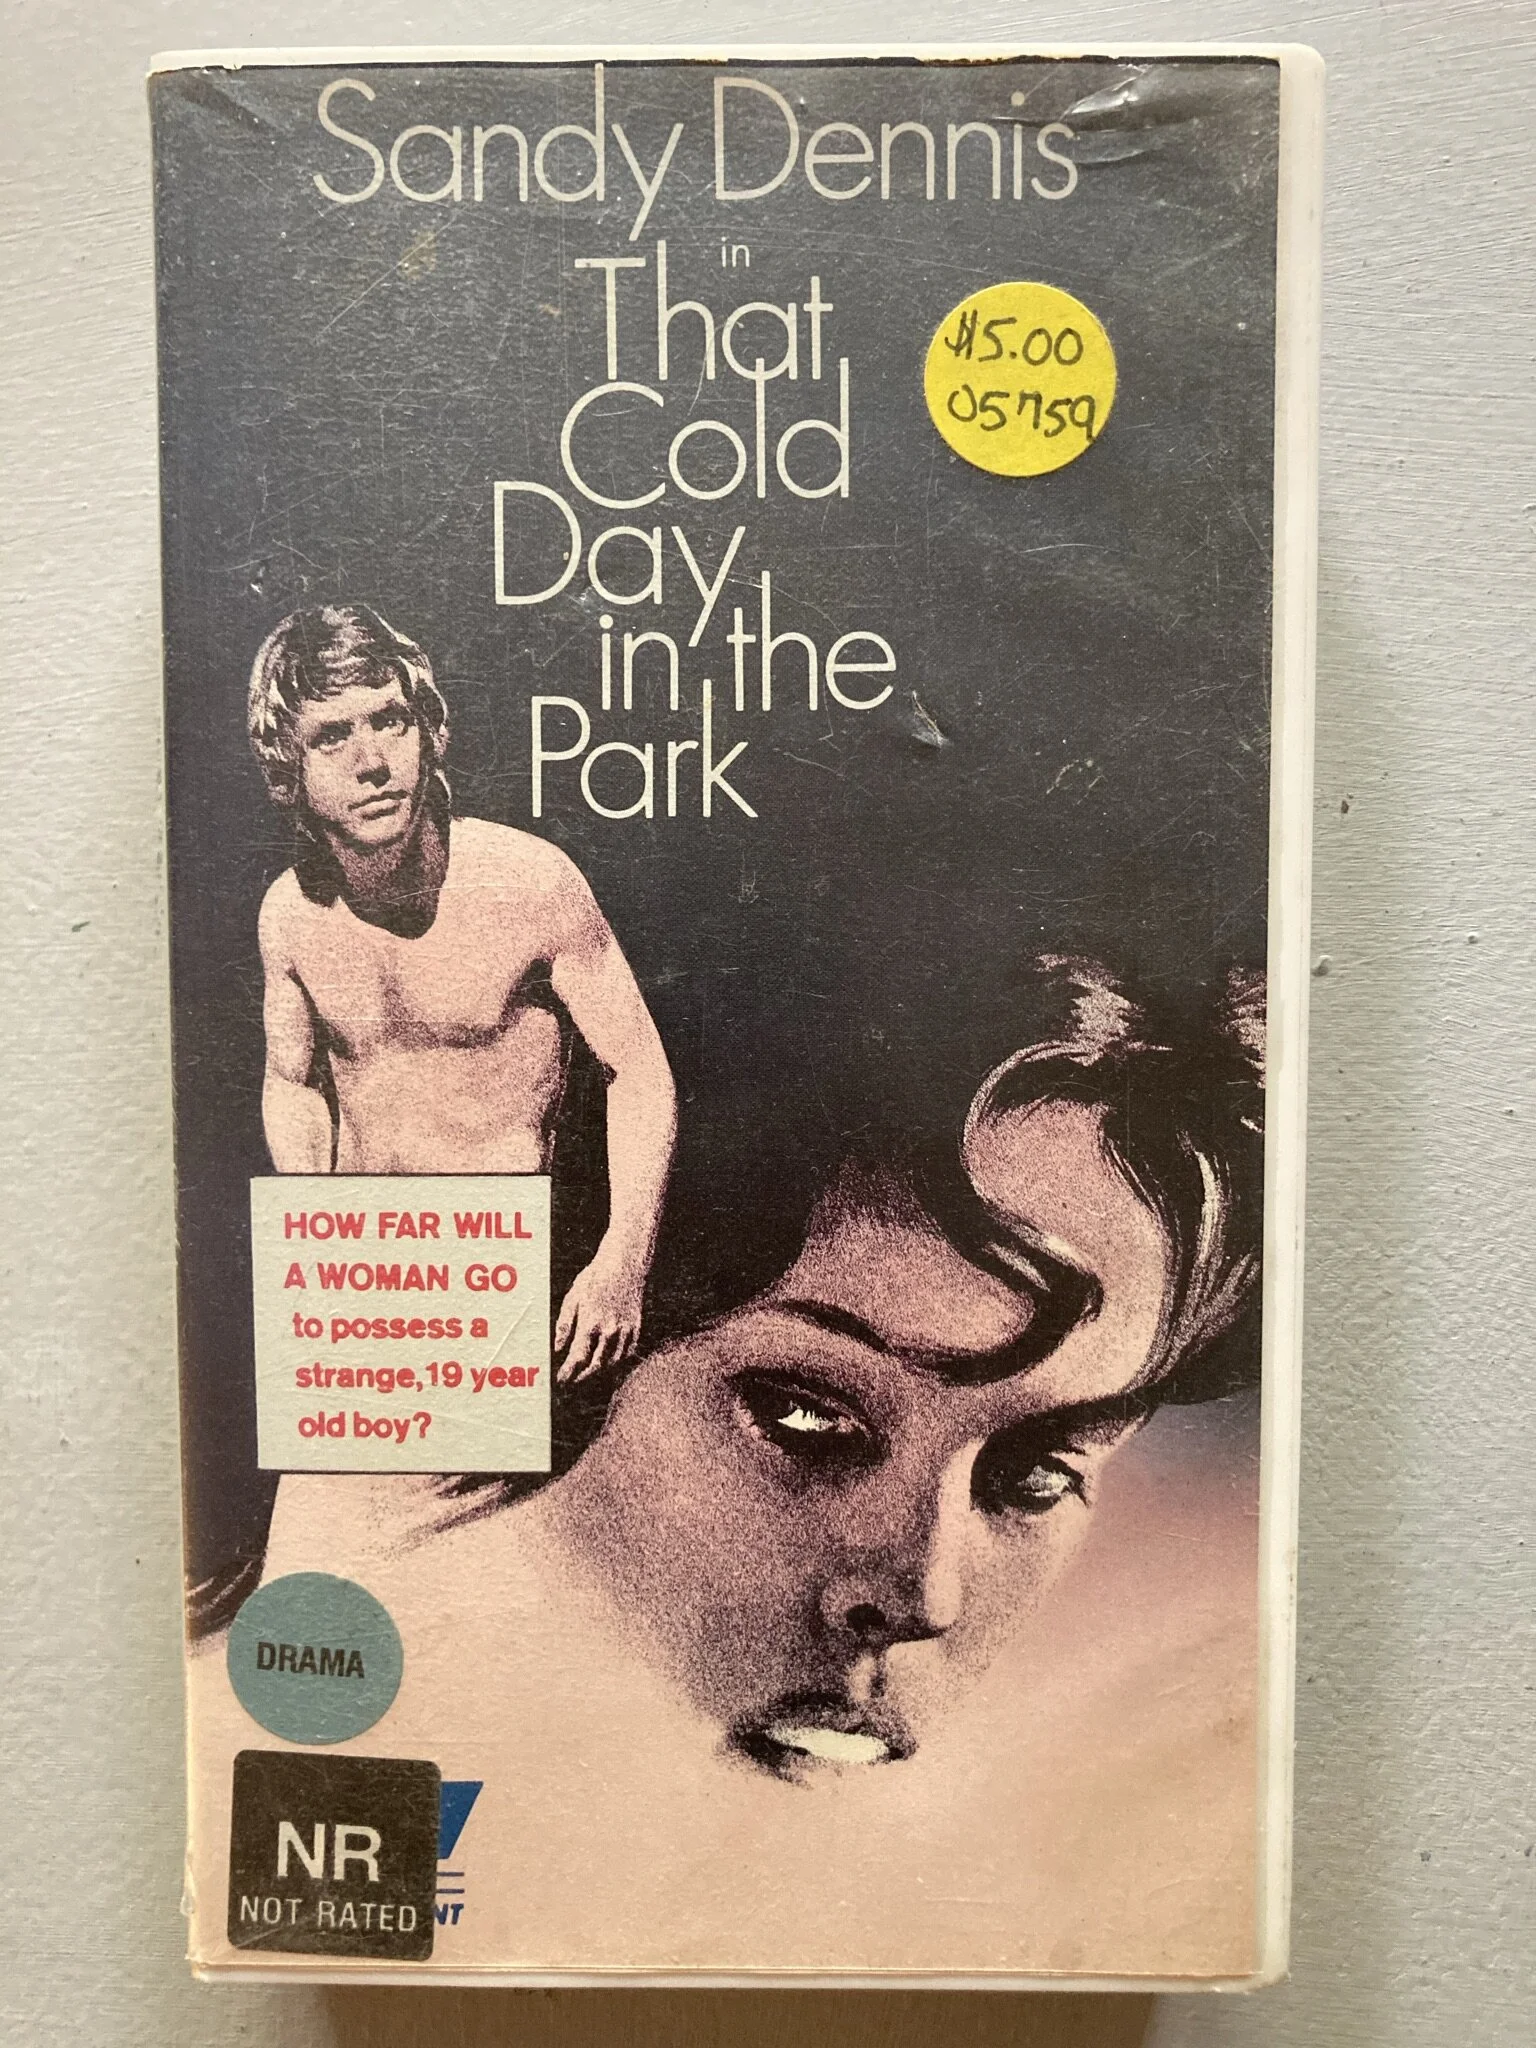 Sandy Dennis
in
That
Cold
Day
in the
Park
$5.00
05759
HOW FAR WILL
A WOMAN GO
to possess a
strange, 19 year
old boy?
DRAMA
NR
NOT RATED
NT